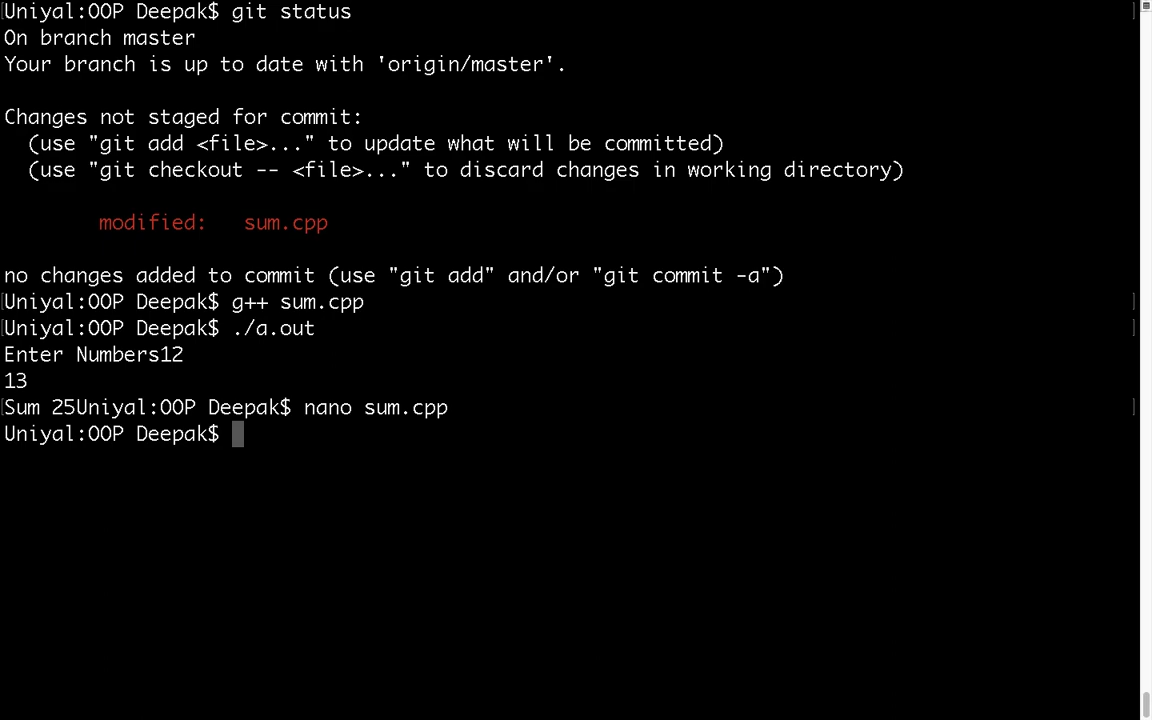 Uniyal:OOP Deepak$ git status
On branch master
Your branch is up to date with 'origin/master'.
Changes not staged for commit:
(use "git add <file>..." to update what will be committed)
(use "git checkout -- <file>..." to discard changes in working directory)
modified: sum.cpp
no changes added to commit (use "git add" and/or "git commit -a")
Uniyal:OOP Deepak$ g++ sum.cpp
Uniyal:OOP Deepak$ ./a.out
Enter Numbers12
13
Sum 25Uniyal:OOP Deepak$ nano sum.cpp
Uniyal:OOP Deepak$